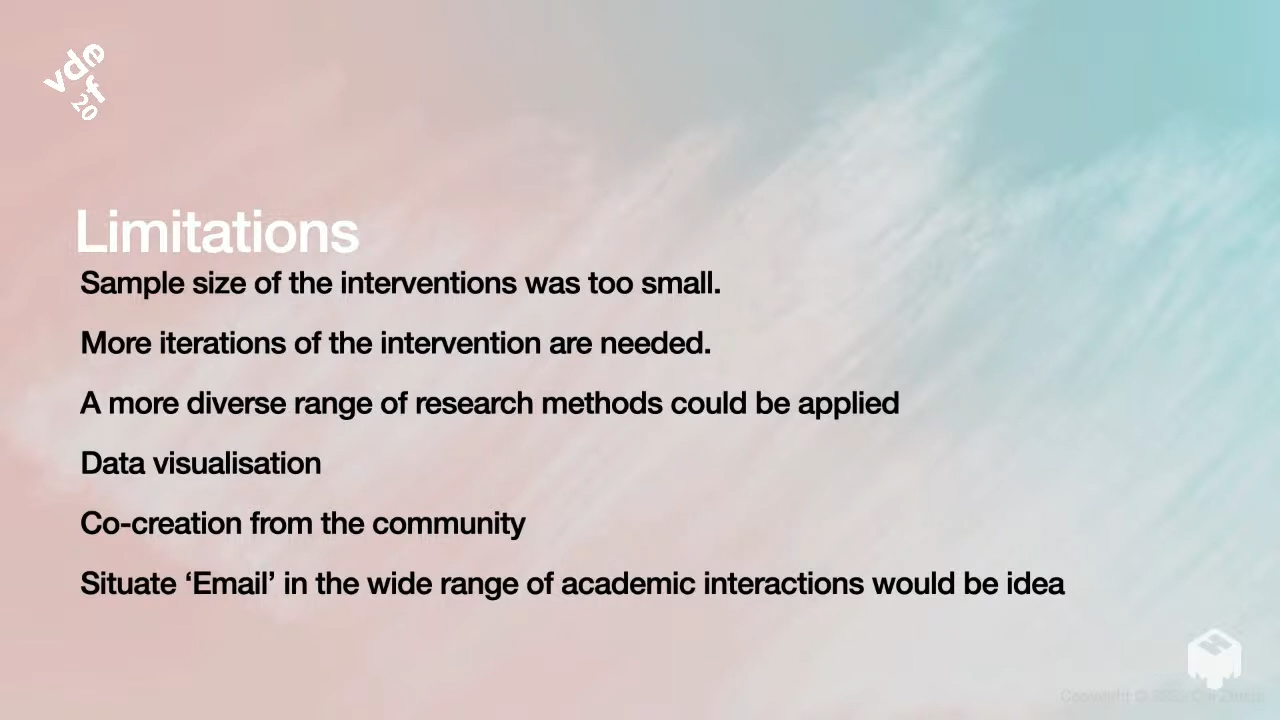 vdef
20
Limitations
Sample size of the interventions was too small.
More iterations of the intervention are needed.
A more diverse range of research methods could be applied
Data visualisation
Co-creation from the community
Situate ‘Email’ in the wide range of academic interactions would be idea